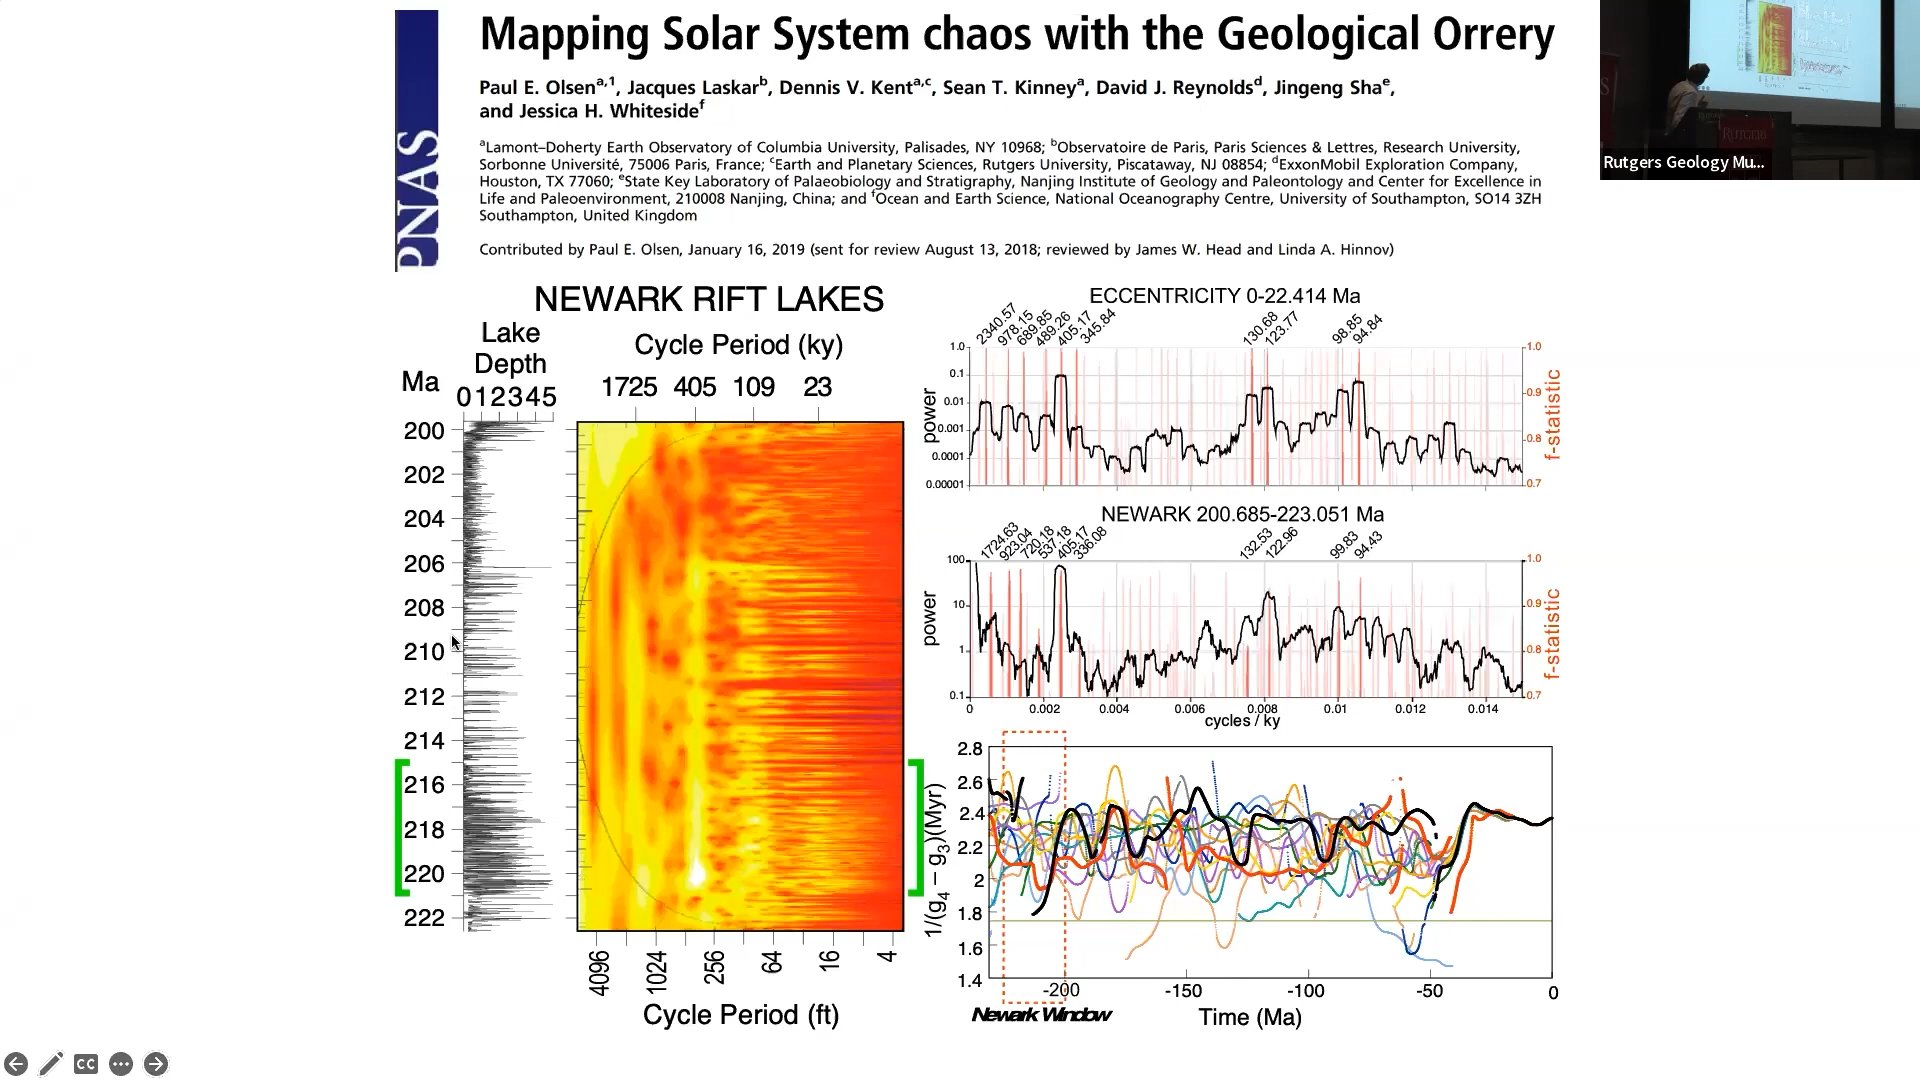 Mapping Solar System chaos with the Geological Orrery
Paul E. Olsena,1, Jacques Laskarb, Dennis V. Kenta,c, Sean T. Kinneya, David J. Reynoldsd, Jingeng Shae,
and Jessica H. Whitesidef
aLamont–Doherty Earth Observatory of Columbia University, Palisades, NY 10968; bObservatoire de Paris, Paris Sciences & Lettres, Research University,
Sorbonne Université, 75006 Paris, France; cEarth and Planetary Sciences, Rutgers University, Piscataway, NJ 08854; dExxonMobil Exploration Company,
Houston, TX 77060; eState Key Laboratory of Palaeobiology and Stratigraphy, Nanjing Institute of Geology and Paleontology and Center for Excellence in
Life and Paleoenvironment, 210008 Nanjing, China; and fOcean and Earth Science, National Oceanography Centre, University of Southampton, SO14 3ZH
Southampton, United Kingdom
Contributed by Paul E. Olsen, January 16, 2019 (sent for review August 13, 2018; reviewed by James W. Head and Linda A. Hinnov)
PNAS
RUTGERS
Rutgers Geology Mu...
NEWARK RIFT LAKES
Lake
Depth
Ma
012345
Cycle Period (ky)
1725 405 109 23
200
202
204
206
208
210
212
214
216
218
220
222
4096 1024 256 64 16 4
Cycle Period (ft)
ECCENTRICITY 0-22.414 Ma
2340.57 978.15 689.85 489.26 405.17 345.84 130.68 123.77 98.85 94.84
power
1.0
0.1
0.01
0.001
0.0001
0.00001
1.0
0.9
0.8
0.7
f-statistic
NEWARK 200.685-223.051 Ma
1724.63 923.04 720.18 537.18 405.17 336.08 132.53 122.96 99.83 94.43
power
100
10
1
0.1
1.0
0.9
0.8
0.7
f-statistic
0 0.002 0.004 0.006 0.008 0.01 0.012 0.014
cycles / ky
1/(g4 – g3)(Myr)
2.8
2.6
2.4
2.2
2
1.8
1.6
1.4
-200 -150 -100 -50 0
Newark Window
Time (Ma)
CC